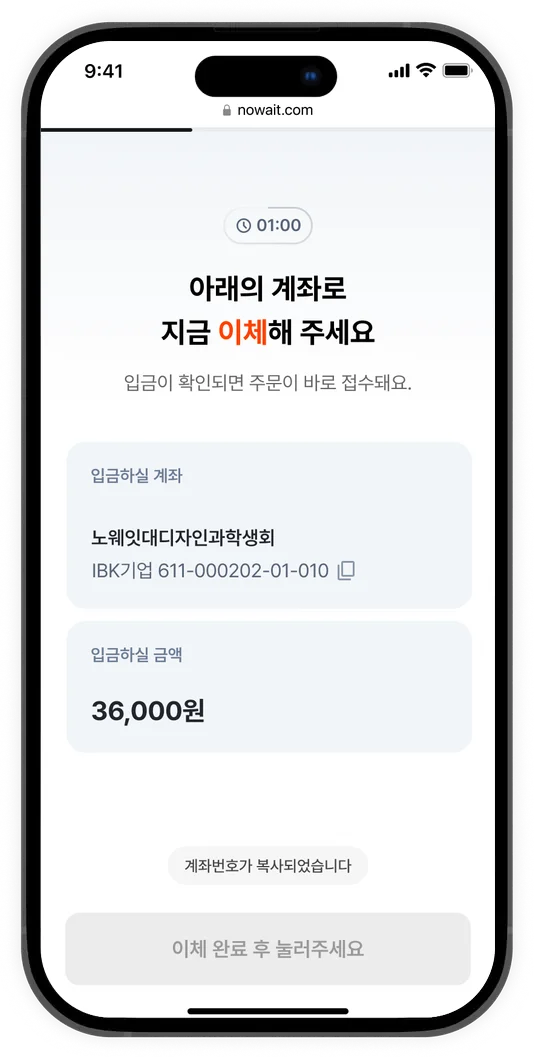 9:41
nowait.com
01:00
아래의 계좌로
지금 이체해 주세요
입금이 확인되면 주문이 바로 접수돼요.
입금하실 계좌
노웨잇대디자인과학생회
IBK기업 611-000202-01-010
입금하실 금액
36,000원
계좌번호가 복사되었습니다
이체 완료 후 눌러주세요